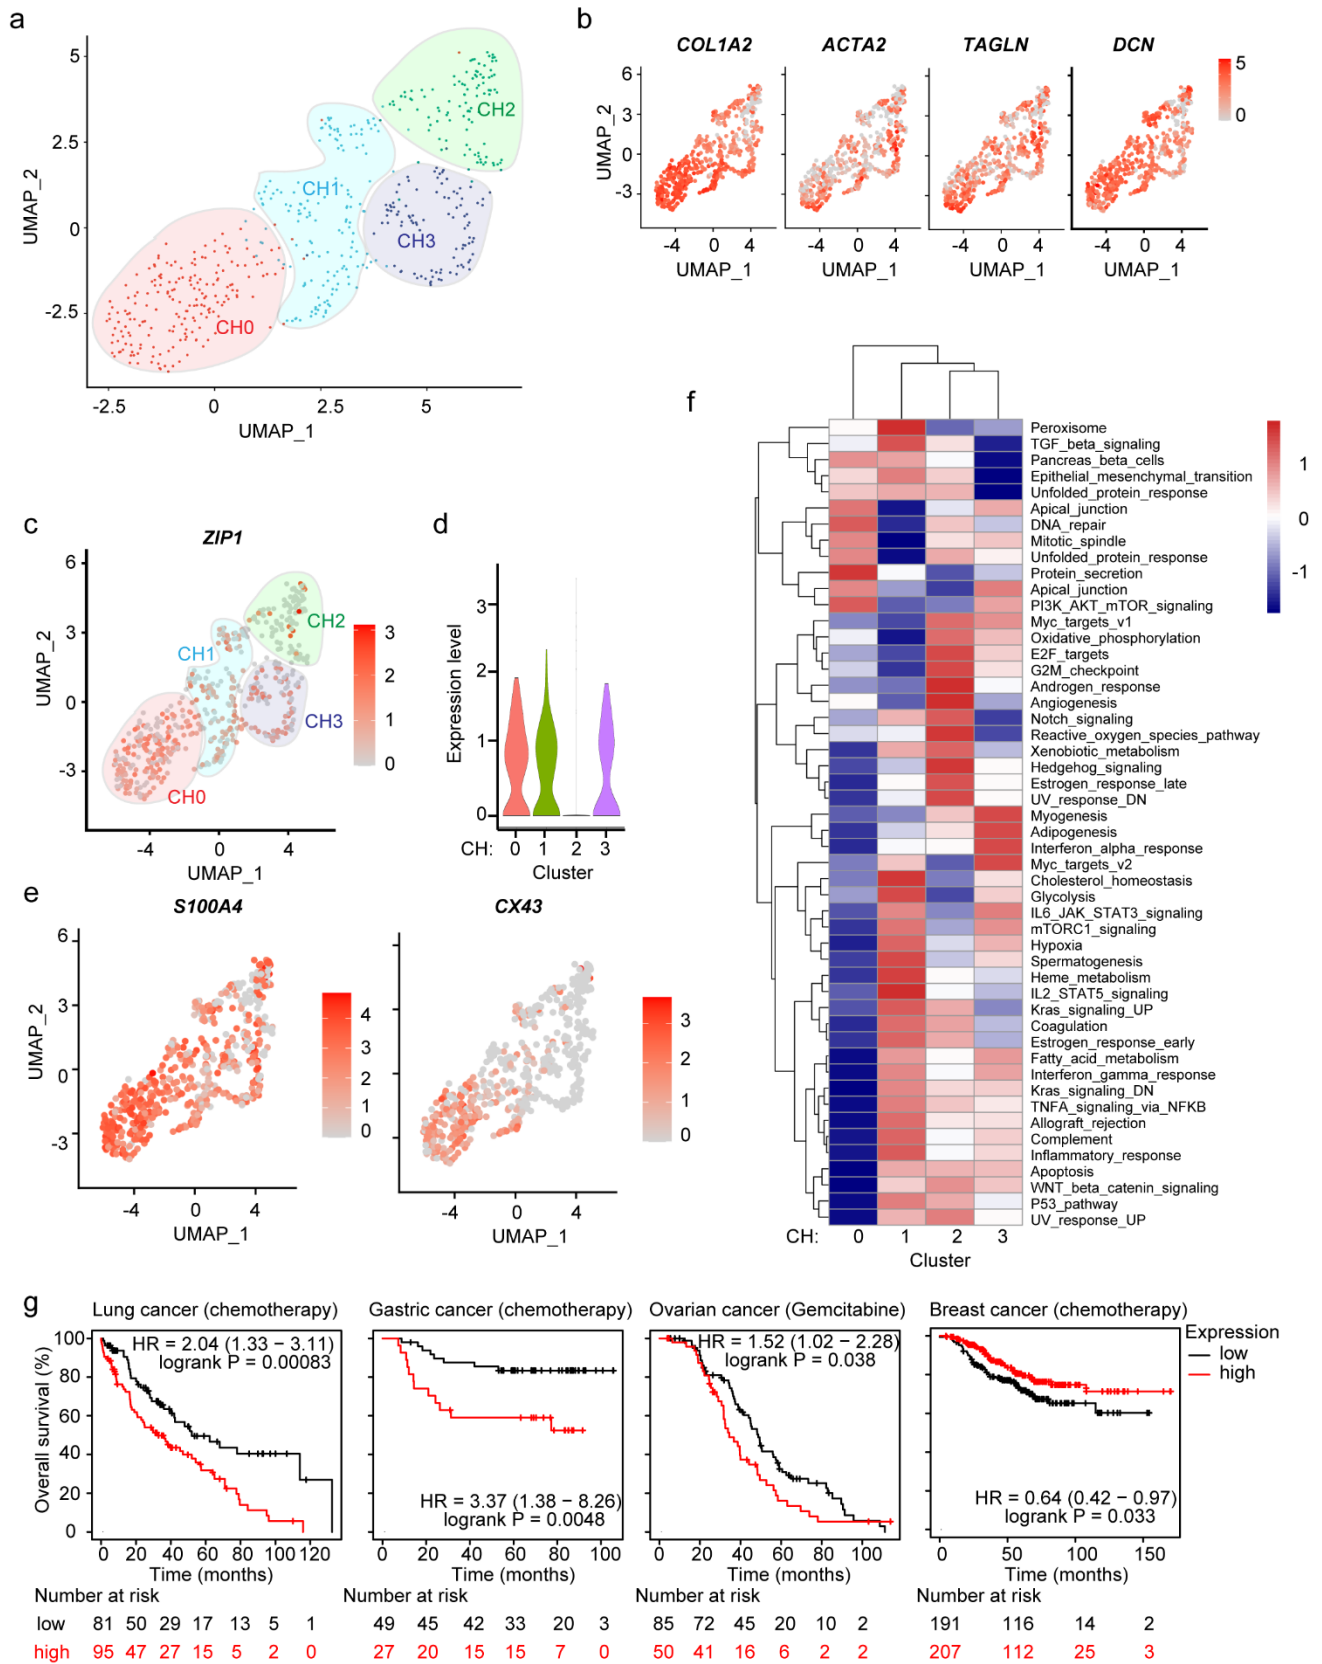 a
5
2.5
0
-2.5
UMAP_2
CH2
CH1
CH3
CH0
-2.5 0 2.5 5
UMAP_1
b
COL1A2 ACTA2 TAGLN DCN
5
0
6
3
0
-3
UMAP_2
-4 0 4 -4 0 4 -4 0 4 -4 0 4
UMAP_1 UMAP_1 UMAP_1 UMAP_1
c
ZIP1
6
3
0
-3
UMAP_2
CH2
CH1
CH3
CH0
3
2
1
0
-4 0 4
UMAP_1
d
Expression level
3
2
1
0
CH: 0 1 2 3
Cluster
e
S100A4 CX43
6
3
0
-3
UMAP_2
4
3
2
1
0
3
2
1
0
-4 0 4 -4 0 4
UMAP_1 UMAP_1
f
Peroxisome
TGF_beta_signaling
Pancreas_beta_cells
Epithelial_mesenchymal_transition
Unfolded_protein_response
Apical_junction
DNA_repair
Mitotic_spindle
Unfolded_protein_response
Protein_secretion
Apical_junction
PI3K_AKT_mTOR_signaling
Myc_targets_v1
Oxidative_phosphorylation
E2F_targets
G2M_checkpoint
Androgen_response
Angiogenesis
Notch_signaling
Reactive_oxygen_species_pathway
Xenobiotic_metabolism
Hedgehog_signaling
Estrogen_response_late
UV_response_DN
Myogenesis
Adipogenesis
Interferon_alpha_response
Myc_targets_v2
Cholesterol_homeostasis
Glycolysis
IL6_JAK_STAT3_signaling
mTORC1_signaling
Hypoxia
Spermatogenesis
Heme_metabolism
IL2_STAT5_signaling
Kras_signaling_UP
Coagulation
Estrogen_response_early
Fatty_acid_metabolism
Interferon_gamma_response
Kras_signaling_DN
TNFA_signaling_via_NFKB
Allograft_rejection
Complement
Inflammatory_response
Apoptosis
WNT_beta_catenin_signaling
P53_pathway
UV_response_UP
1
0
-1
CH: 0 1 2 3
Cluster
g
Lung cancer (chemotherapy)
HR = 2.04 (1.33 − 3.11)
logrank P = 0.00083
Overall survival (%)
100
80
60
40
20
0
0 20 40 60 80 100 120
Time (months)
Number at risk
low 81 50 29 17 13 5 1
high 95 47 27 15 5 2 0
Gastric cancer (chemotherapy)
HR = 3.37 (1.38 − 8.26)
logrank P = 0.0048
0 20 40 60 80 100
Time (months)
Number at risk
49 45 42 33 20 3
27 20 15 15 7 0
Ovarian cancer (Gemcitabine)
HR = 1.52 (1.02 − 2.28)
logrank P = 0.038
0 20 40 60 80 100
Time (months)
Number at risk
85 72 45 20 10 2
50 41 16 6 2 2
Breast cancer (chemotherapy)
HR = 0.64 (0.42 − 0.97)
logrank P = 0.033
0 50 100 150
Time (months)
Number at risk
191 116 14 2
207 112 25 3
Expression
low
high